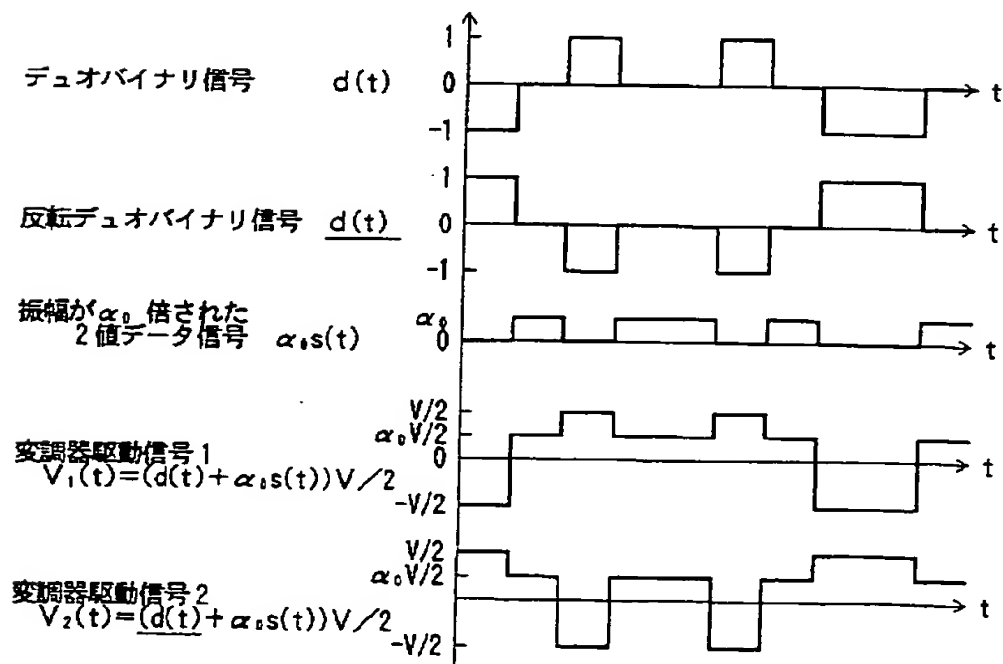 1
デュオバイナリ信号 d(t) 0 t
-1
1
反転デュオバイナリ信号 d(t) 0 t
-1
振幅がα₀倍された
2値データ信号 α₀s(t)
α₀
0 t
V/2
α₀V/2
変調器駆動信号1 0
V₁(t)=(d(t)+α₀s(t))V/2 t
-V/2
V/2
α₀V/2
変調器駆動信号2
V₂(t)=(d(t)+α₀s(t))V/2 t
-V/2